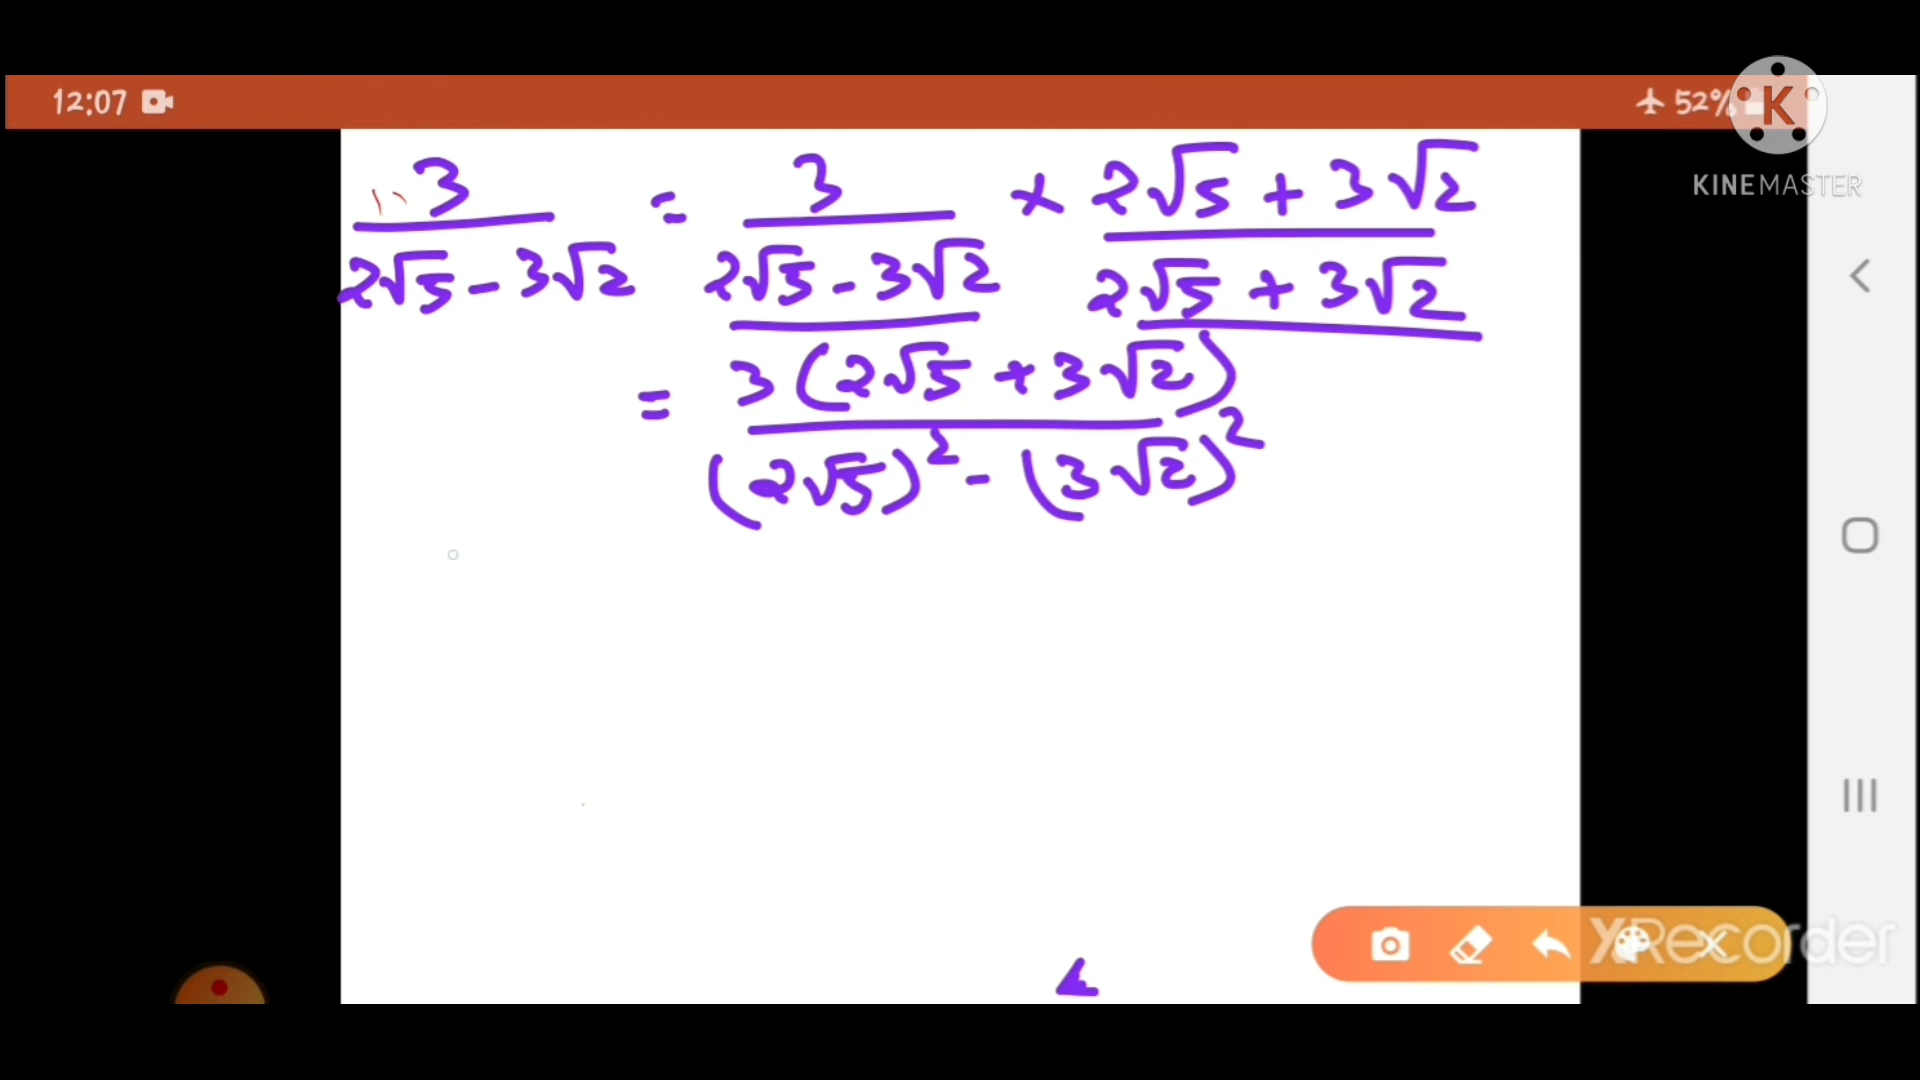 12:07 52%
K
KINEMASTER
3 / 2√5 - 3√2 = 3 / 2√5 - 3√2 × 2√5 + 3√2 / 2√5 + 3√2
= 3 (2√5 + 3√2) / (2√5)² - (3√2)²
XRecorder